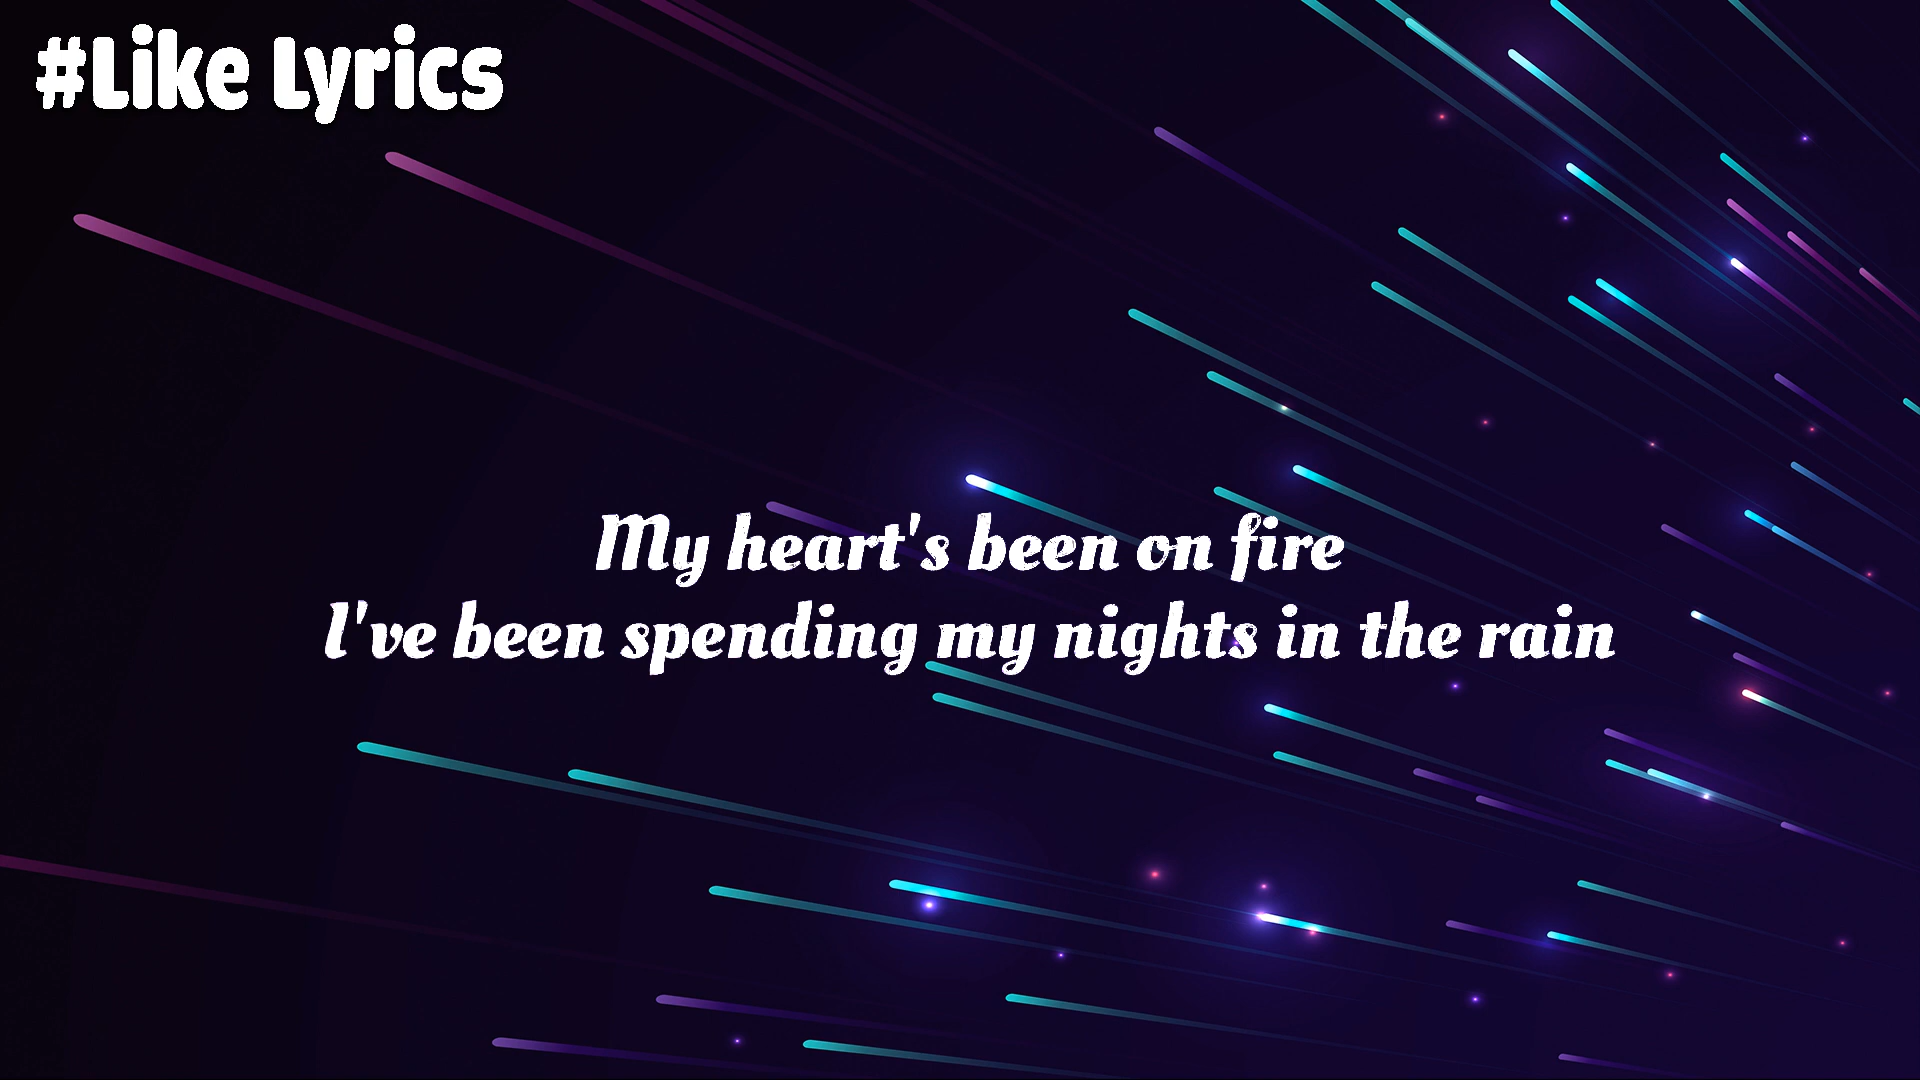 #Like Lyrics
My heart's been on fire
I've been spending my nights in the rain